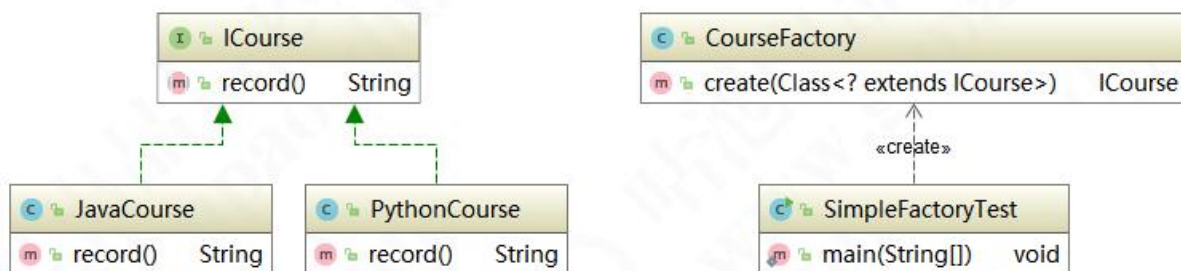 ICourse
record() String
CourseFactory
create(Class<? extends ICourse>) ICourse
«create»
JavaCourse
record() String
PythonCourse
record() String
SimpleFactoryTest
main(String[]) void